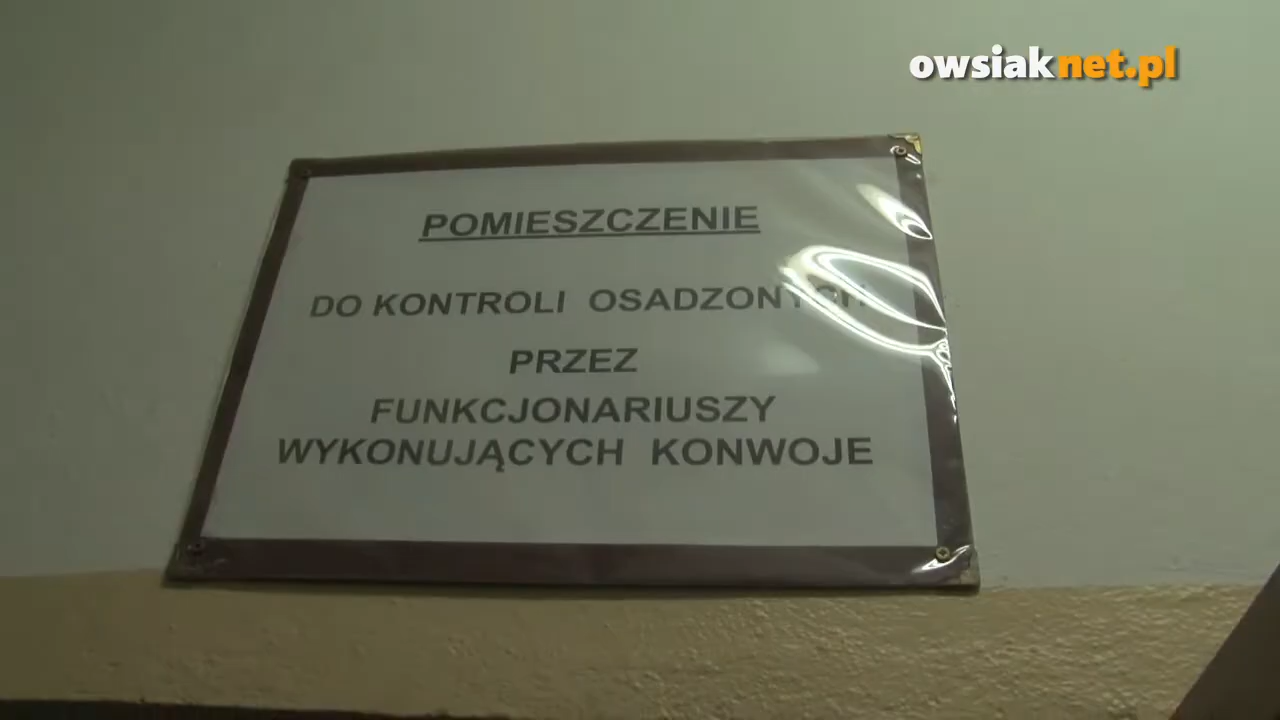 owsiaknet.pl
POMIESZCZENIE
DO KONTROLI OSADZONYCH
PRZEZ
FUNKCJONARIUSZY
WYKONUJĄCYCH KONWOJE